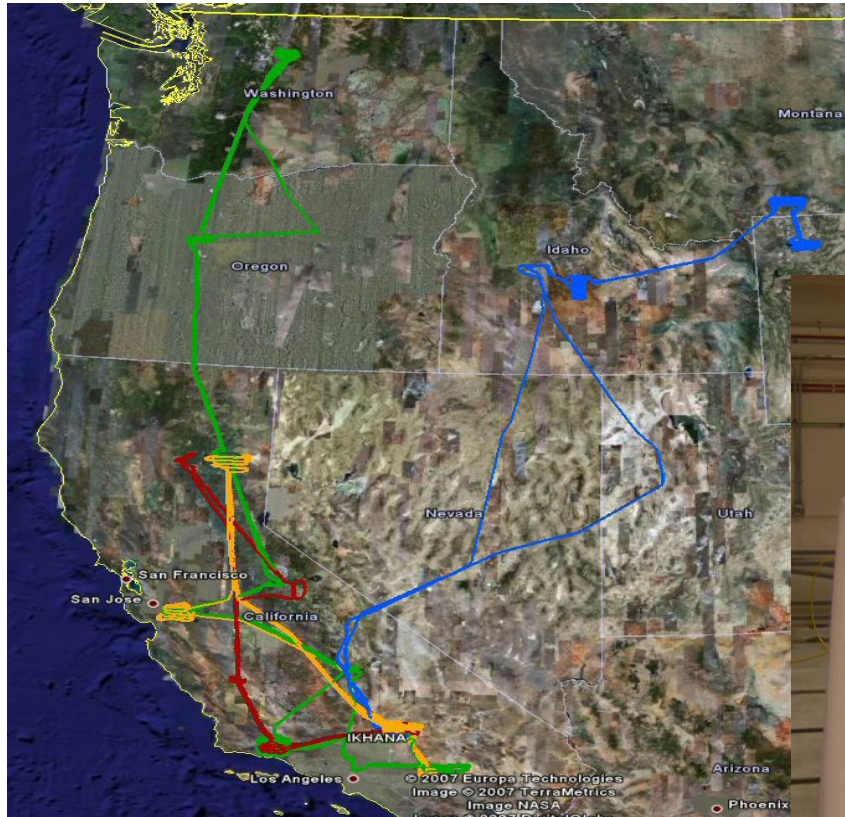 Washington
Montana
Idaho
Oregon
Nevada
Utah
San Francisco
San Jose
California
IKHANA
Los Angeles
Arizona
Phoenix
© 2007 Europa Technologies
Image © 2007 TerraMetrics
Image NASA